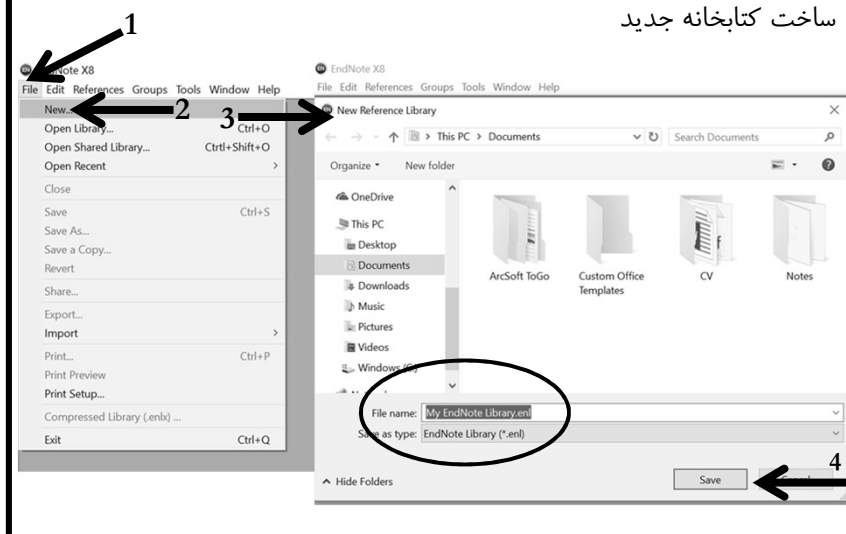 ساخت کتابخانه جدید
1
EndNote X8
File Edit References Groups Tools Window Help
New...
2
Open Library... Ctrl+O
Open Shared Library... Ctrtl+Shift+O
Open Recent >
Close
Save Ctrl+S
Save As...
Save a Copy...
Revert
Share...
Export...
Import >
Print... Ctrl+P
Print Preview
Print Setup...
Compressed Library (.enlx) ...
Exit Ctrl+Q
EndNote X8
File Edit References Groups Tools Window Help
3
New Reference Library
This PC > Documents
Search Documents
Organize
New folder
OneDrive
This PC
Desktop
Documents
Downloads
Music
Pictures
Videos
Windows (C:)
ArcSoft ToGo
Custom Office
Templates
CV
Notes
File name: My EndNote Library.enl
Save as type: EndNote Library (*.enl)
Hide Folders
Save
4